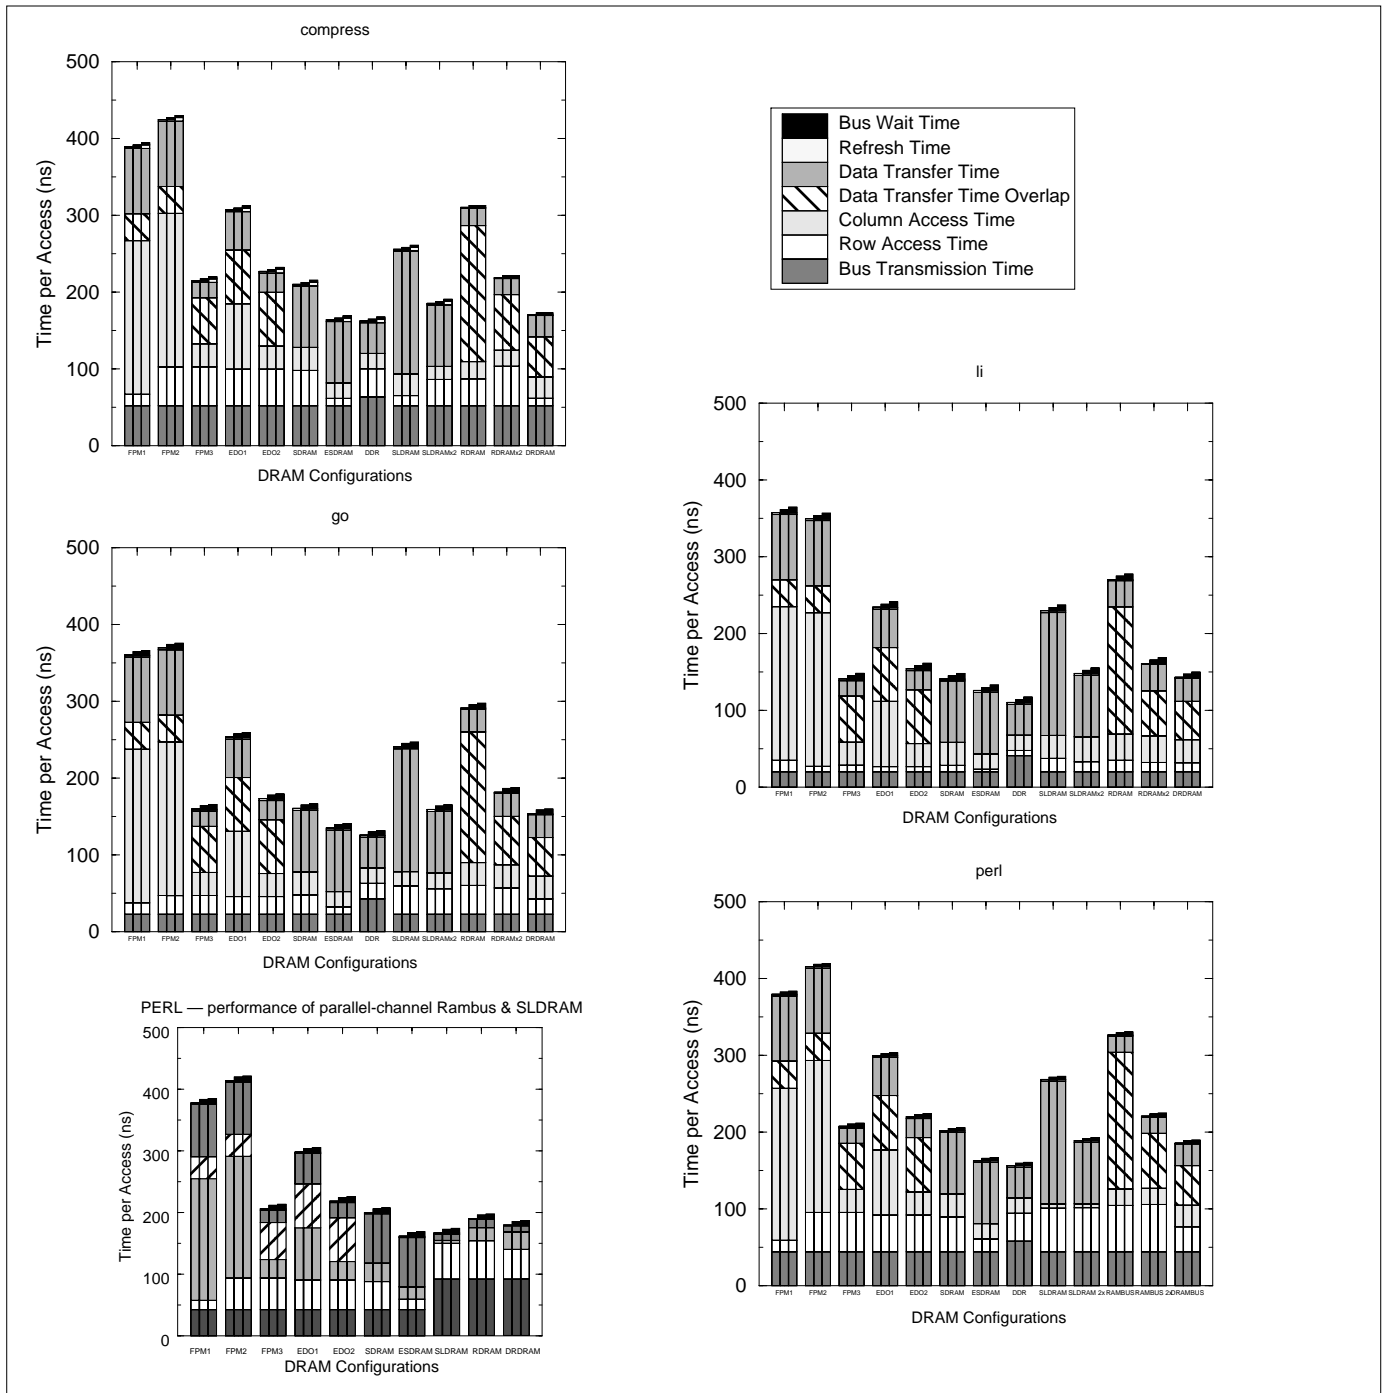 compress
500
400
300
200
100
0
Time per Access (ns)
FPM1 FPM2 FPM3 EDO1 EDO2 SDRAM ESDRAM DDR SLDRAM SLDRAMx2 RDRAM RDRAMx2 DRDRAM
DRAM Configurations
Bus Wait Time
Refresh Time
Data Transfer Time
Data Transfer Time Overlap
Column Access Time
Row Access Time
Bus Transmission Time
go
500
400
300
200
100
0
Time per Access (ns)
FPM1 FPM2 FPM3 EDO1 EDO2 SDRAM ESDRAM DDR SLDRAM SLDRAMx2 RDRAM RDRAMx2 DRDRAM
DRAM Configurations
li
500
400
300
200
100
0
Time per Access (ns)
FPM1 FPM2 FPM3 EDO1 EDO2 SDRAM ESDRAM DDR SLDRAM SLDRAMx2 RDRAM RDRAMx2 DRDRAM
DRAM Configurations
PERL — performance of parallel-channel Rambus & SLDRAM
500
400
300
200
100
0
Time per Access (ns)
FPM1 FPM2 FPM3 EDO1 EDO2 SDRAM ESDRAM SLDRAM RDRAM DRDRAM
DRAM Configurations
perl
500
400
300
200
100
0
Time per Access (ns)
FPM1 FPM2 FPM3 EDO1 EDO2 SDRAM ESDRAM DDR SLDRAM SLDRAM 2x RAMBUS RAMBUS 2x DRAMBUS
DRAM Configurations